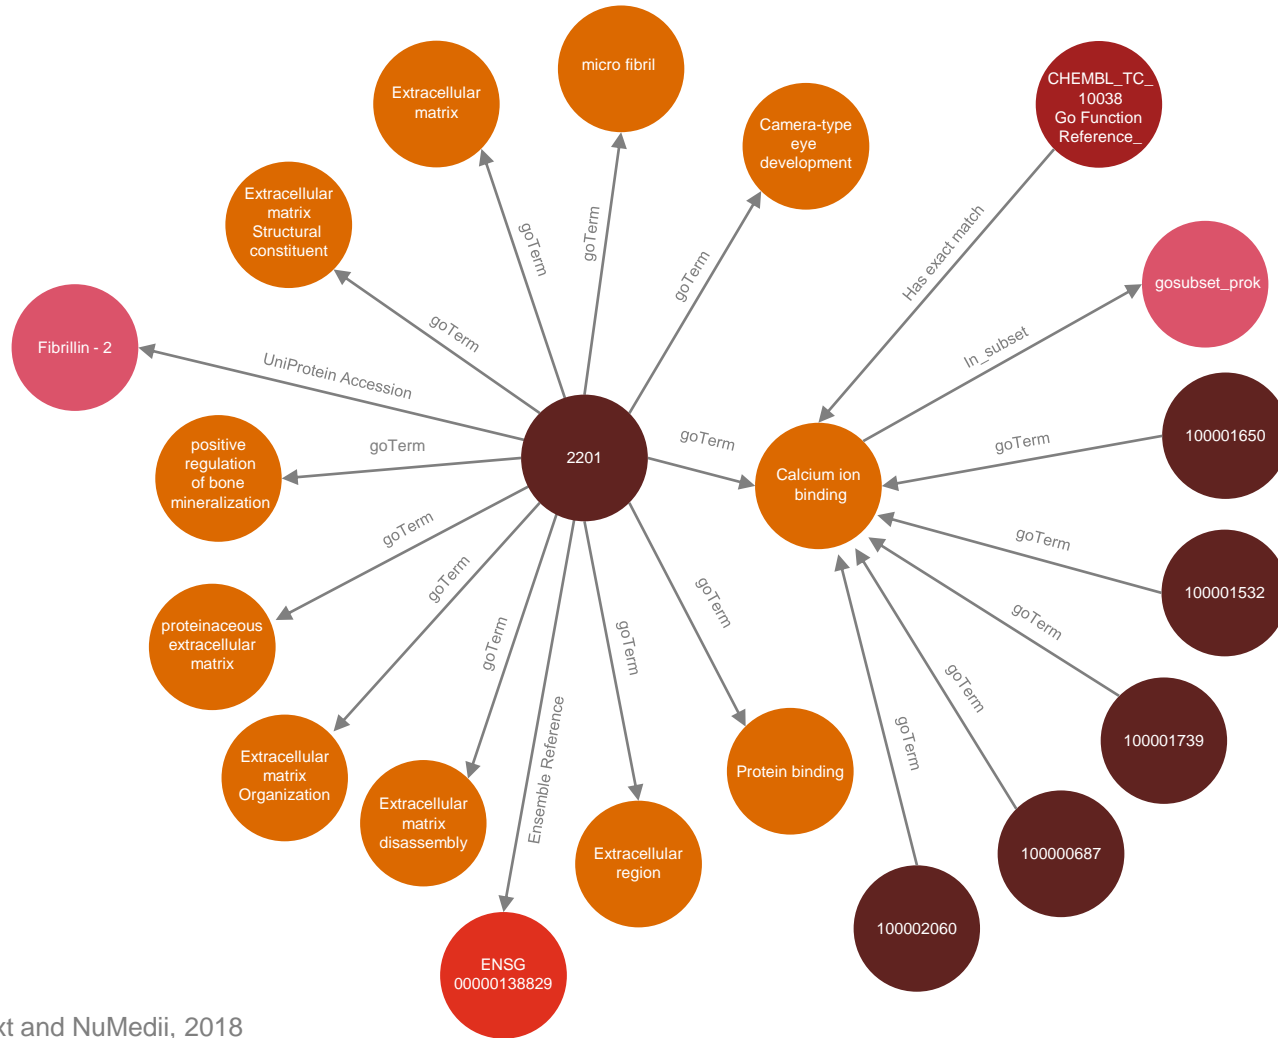 micro fibril
Extracellular
matrix
CHEMBL_TC_
10038
Go Function
Reference_
Camera-type
eye
development
Extracellular
matrix
Structural
constituent
goTerm
goTerm
goTerm
Has exact match
gosubset_prok
goTerm
In_subset
Fibrillin - 2
UniProtein Accession
100001650
goTerm
goTerm
goTerm
positive
regulation
of bone
mineralization
2201
Calcium ion
binding
goTerm
goTerm
100001532
goTerm
goTerm
goTerm
goTerm
goTerm
goTerm
goTerm
proteinaceous
extracellular
matrix
goTerm
100001739
Ensemble Reference
Extracellular
matrix
Organization
Protein binding
Extracellular
matrix
disassembly
Extracellular
region
100000687
100002060
ENSG
00000138829
xt and NuMedii, 2018